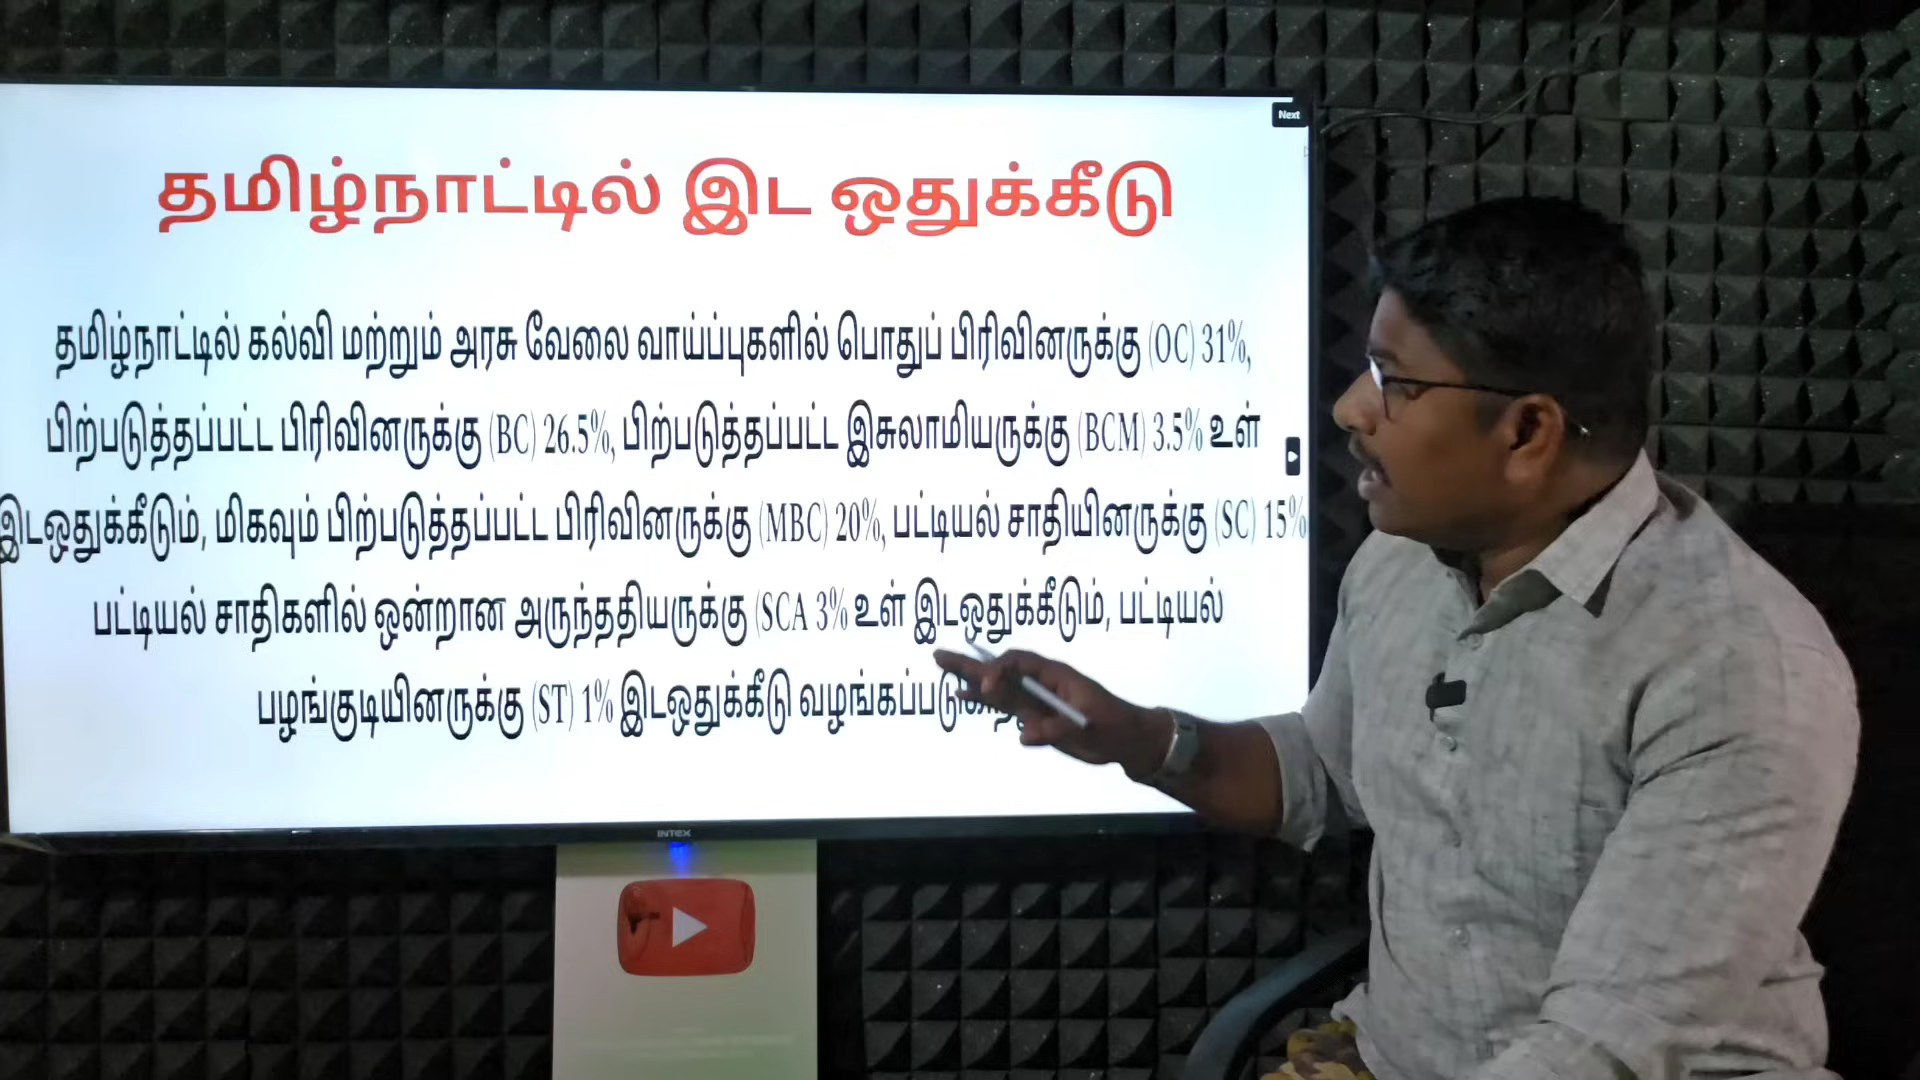 Next
தமிழ்நாட்டில் இட ஒதுக்கீடு
தமிழ்நாட்டில் கல்வி மற்றும் அரசு வேலை வாய்ப்புகளில் பொதுப் பிரிவினருக்கு (OC) 31%,
பிற்படுத்தப்பட்ட பிரிவினருக்கு (BC) 26.5%, பிற்படுத்தப்பட்ட இசுலாமியருக்கு (BCM) 3.5% உள்
இடஒதுக்கீடும், மிகவும் பிற்படுத்தப்பட்ட பிரிவினருக்கு (MBC) 20%, பட்டியல் சாதியினருக்கு (SC) 15%
பட்டியல் சாதிகளில் ஒன்றான அருந்ததியருக்கு (SCA 3% உள் இடஒதுக்கீடும், பட்டியல்
பழங்குடியினருக்கு (ST) 1% இடஒதுக்கீடு
INTEX